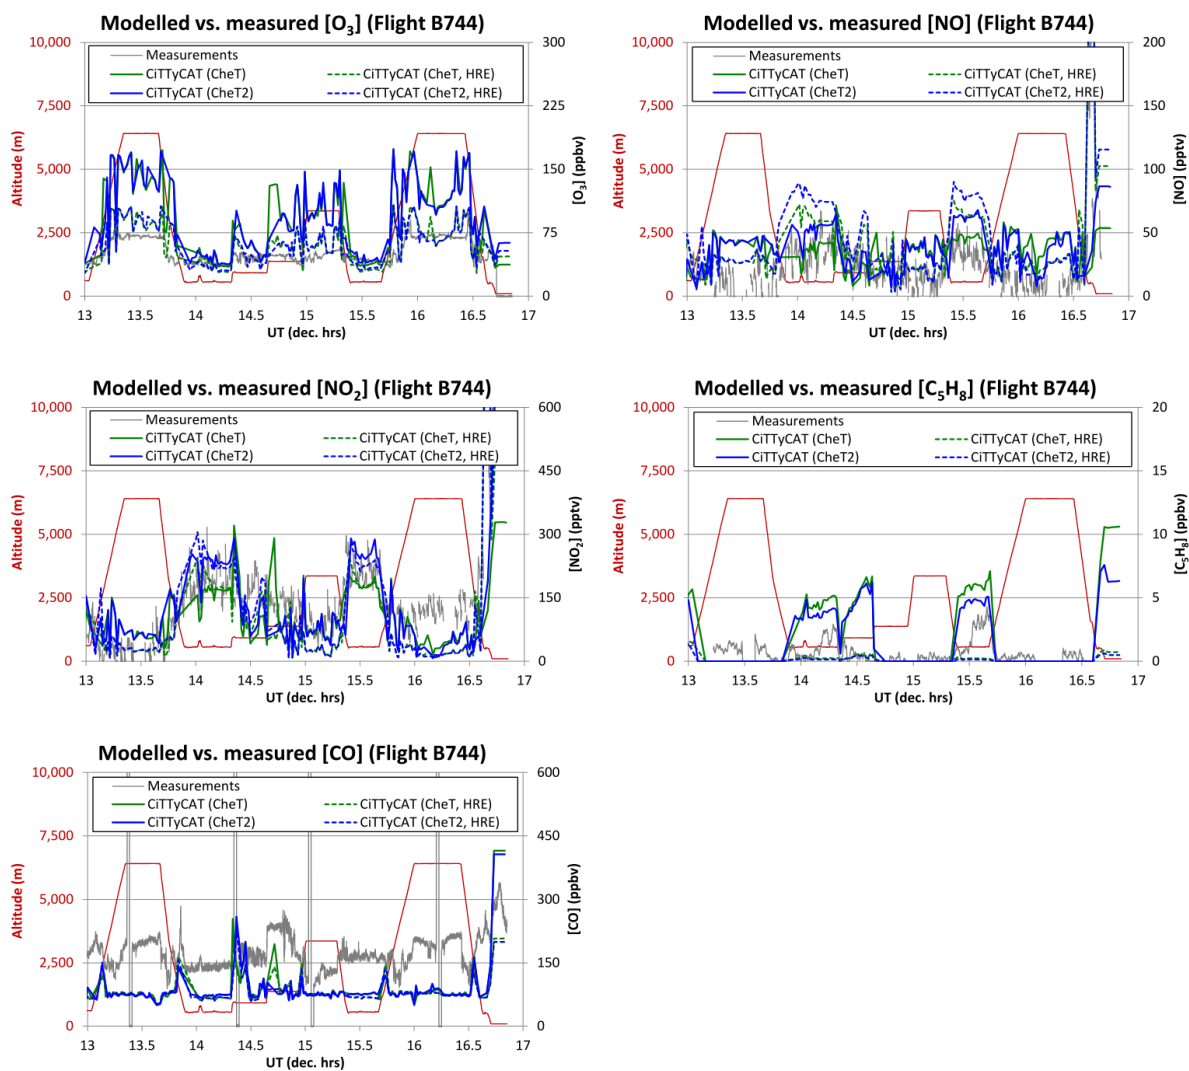 Modelled vs. measured [O₃] (Flight B744)
10,000
7,500
5,000
2,500
0
Altitude (m)
Measurements
CiTTyCAT (CheT)
CiTTyCAT (CheT, HRE)
CiTTyCAT (CheT2)
CiTTyCAT (CheT2, HRE)
300
225
150
75
0
[O₃] (ppbv)
13 13.5 14 14.5 15 15.5 16 16.5 17
UT (dec. hrs)
Modelled vs. measured [NO] (Flight B744)
10,000
7,500
5,000
2,500
0
Altitude (m)
Measurements
CiTTyCAT (CheT)
CiTTyCAT (CheT, HRE)
CiTTyCAT (CheT2)
CiTTyCAT (CheT2, HRE)
200
150
100
50
0
[NO] (pptv)
13 13.5 14 14.5 15 15.5 16 16.5 17
UT (dec. hrs)
Modelled vs. measured [NO₂] (Flight B744)
10,000
7,500
5,000
2,500
0
Altitude (m)
Measurements
CiTTyCAT (CheT)
CiTTyCAT (CheT, HRE)
CiTTyCAT (CheT2)
CiTTyCAT (CheT2, HRE)
600
450
300
150
0
[NO₂] (pptv)
13 13.5 14 14.5 15 15.5 16 16.5 17
UT (dec. hrs)
Modelled vs. measured [C₅H₈] (Flight B744)
10,000
7,500
5,000
2,500
0
Altitude (m)
Measurements
CiTTyCAT (CheT)
CiTTyCAT (CheT, HRE)
CiTTyCAT (CheT2)
CiTTyCAT (CheT2, HRE)
20
15
10
5
0
[C₅H₈] (ppbv)
13 13.5 14 14.5 15 15.5 16 16.5 17
UT (dec. hrs)
Modelled vs. measured [CO] (Flight B744)
10,000
7,500
5,000
2,500
0
Altitude (m)
Measurements
CiTTyCAT (CheT)
CiTTyCAT (CheT, HRE)
CiTTyCAT (CheT2)
CiTTyCAT (CheT2, HRE)
600
450
300
150
0
[CO] (ppbv)
13 13.5 14 14.5 15 15.5 16 16.5 17
UT (dec. hrs)